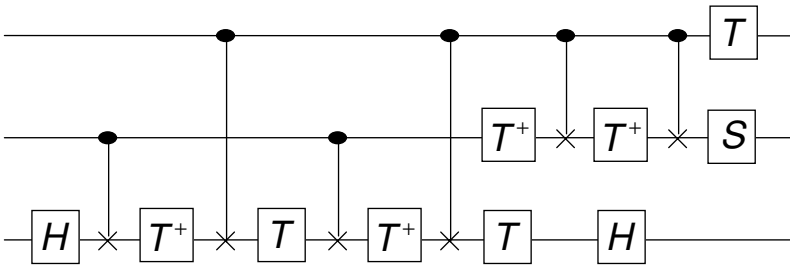 T
T⁺ T⁺ S
H T⁺ T T⁺ T H